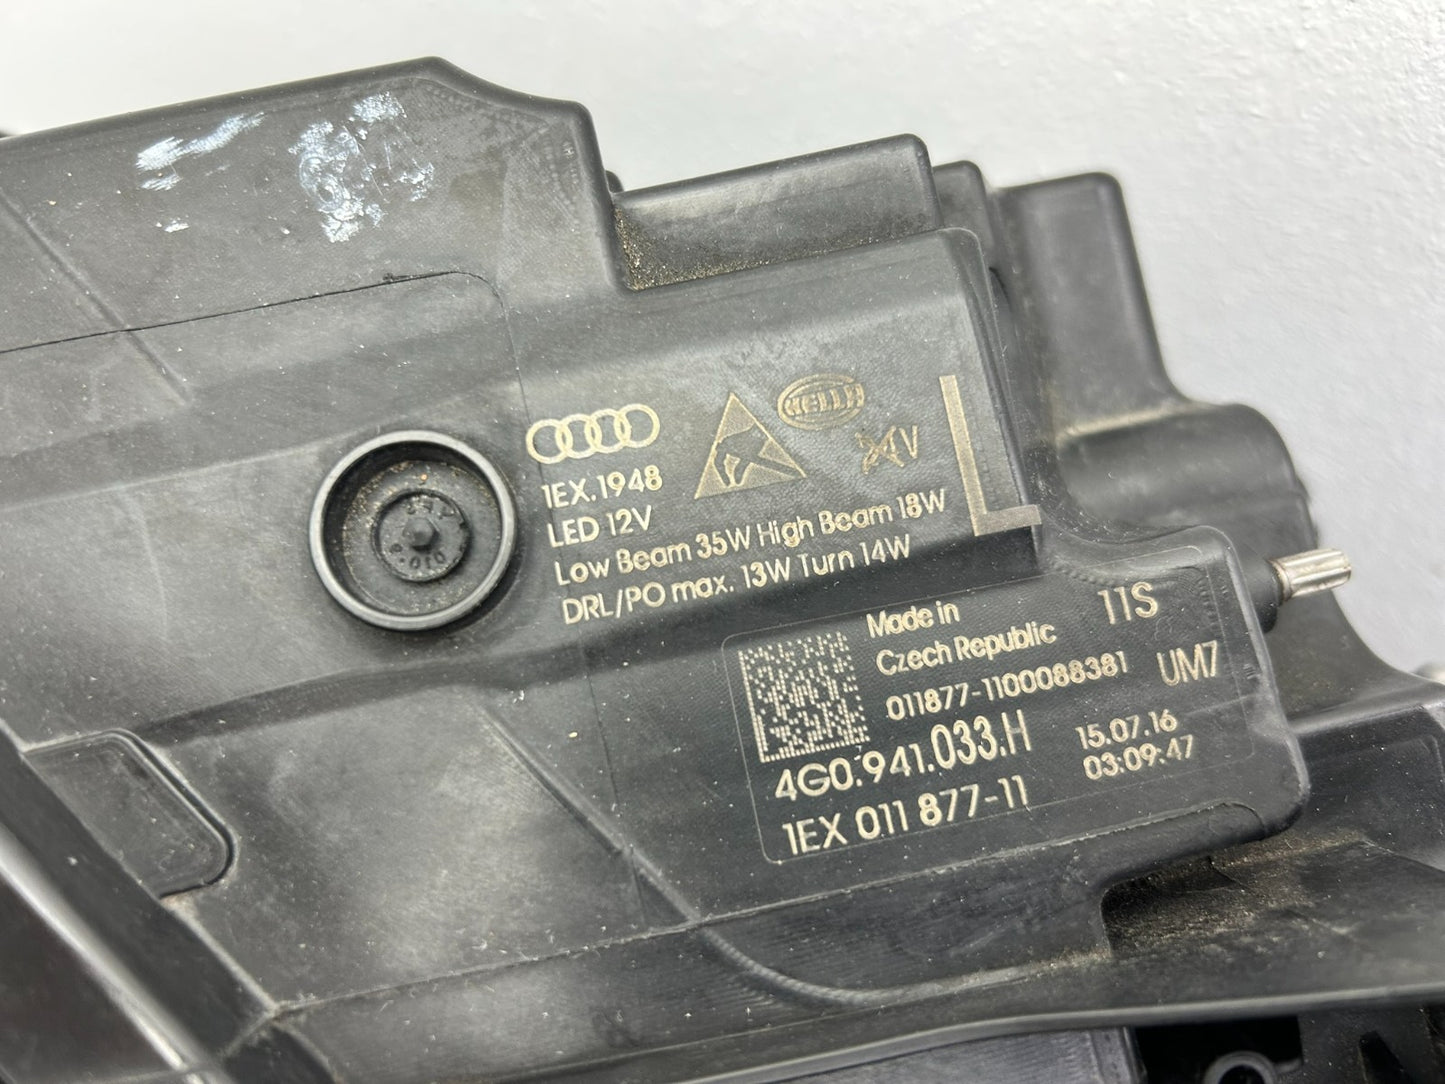 HELLA
1EX.1948
LED 12V
Low Beam 35W High Beam 18W
DRL/PO max. 13W Turn 14W
L
Made in
Czech Republic
11S
011877-1100088381
UM7
4G0.941.033.H
15.07.16
03:09:47
1EX 011 877-11